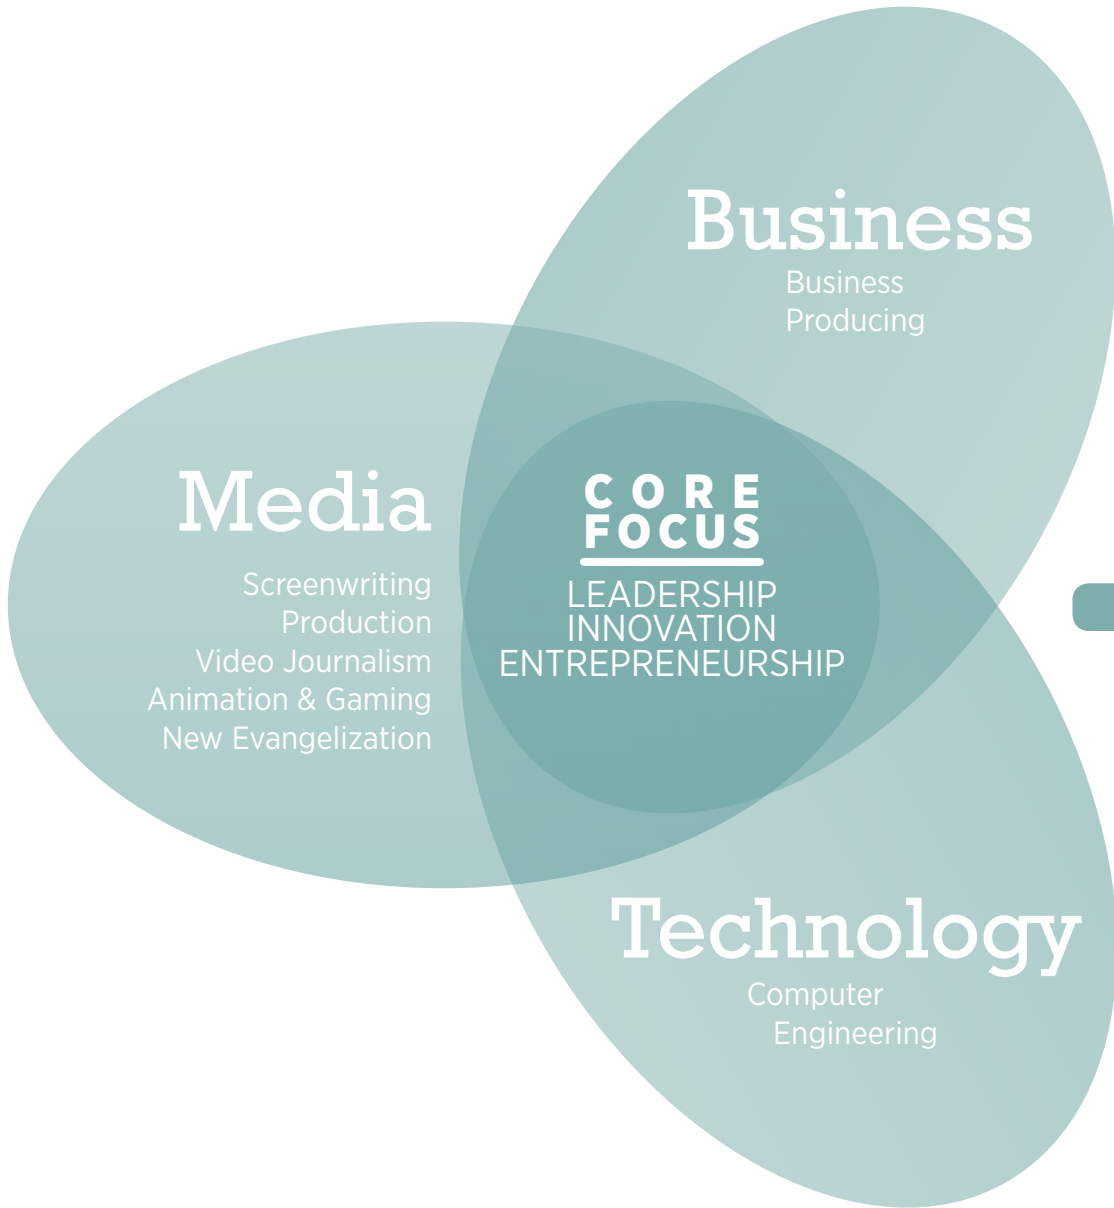 Business
Business
Producing
Media
Screenwriting
Production
Video Journalism
Animation & Gaming
New Evangelization
CORE
FOCUS
LEADERSHIP
INNOVATION
ENTREPRENEURSHIP
Technology
Computer
Engineering